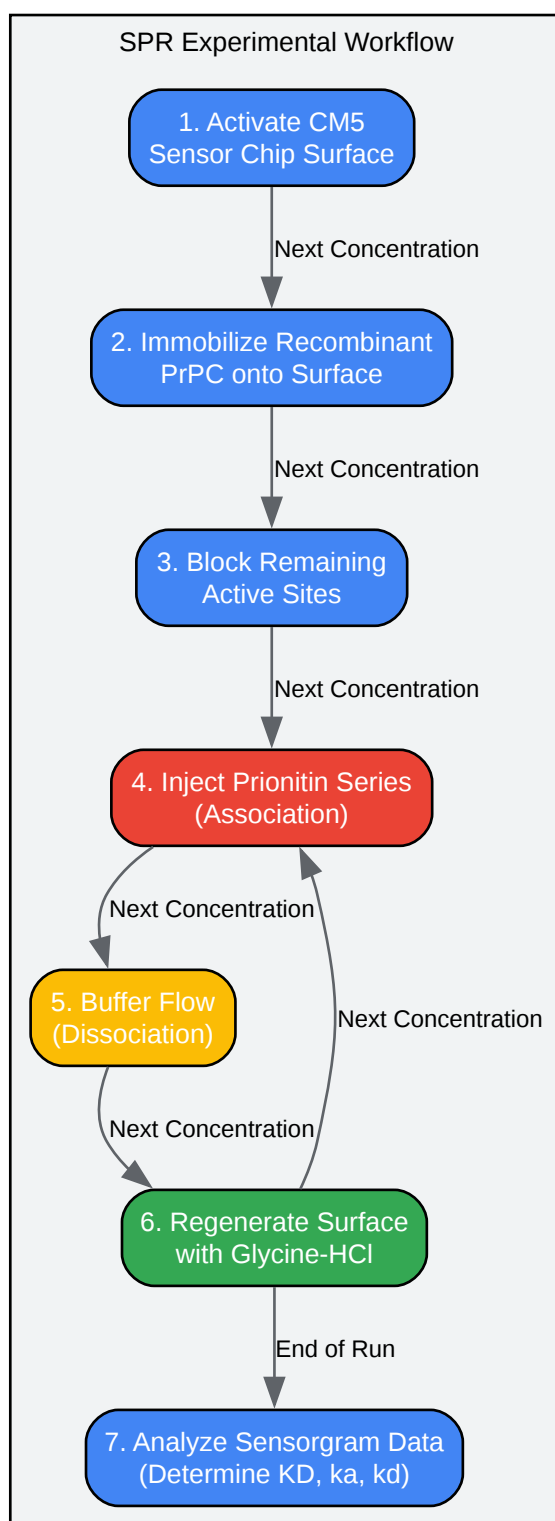 SPR Experimental Workflow
1. Activate CM5
Sensor Chip Surface
Next Concentration
2. Immobilize Recombinant
PrPC onto Surface
Next Concentration
3. Block Remaining
Active Sites
Next Concentration
4. Inject Prionitin Series
(Association)
Next Concentration
5. Buffer Flow
(Dissociation)
Next Concentration
Next Concentration
6. Regenerate Surface
with Glycine-HCl
End of Run
7. Analyze Sensorgram Data
(Determine KD, ka, kd)